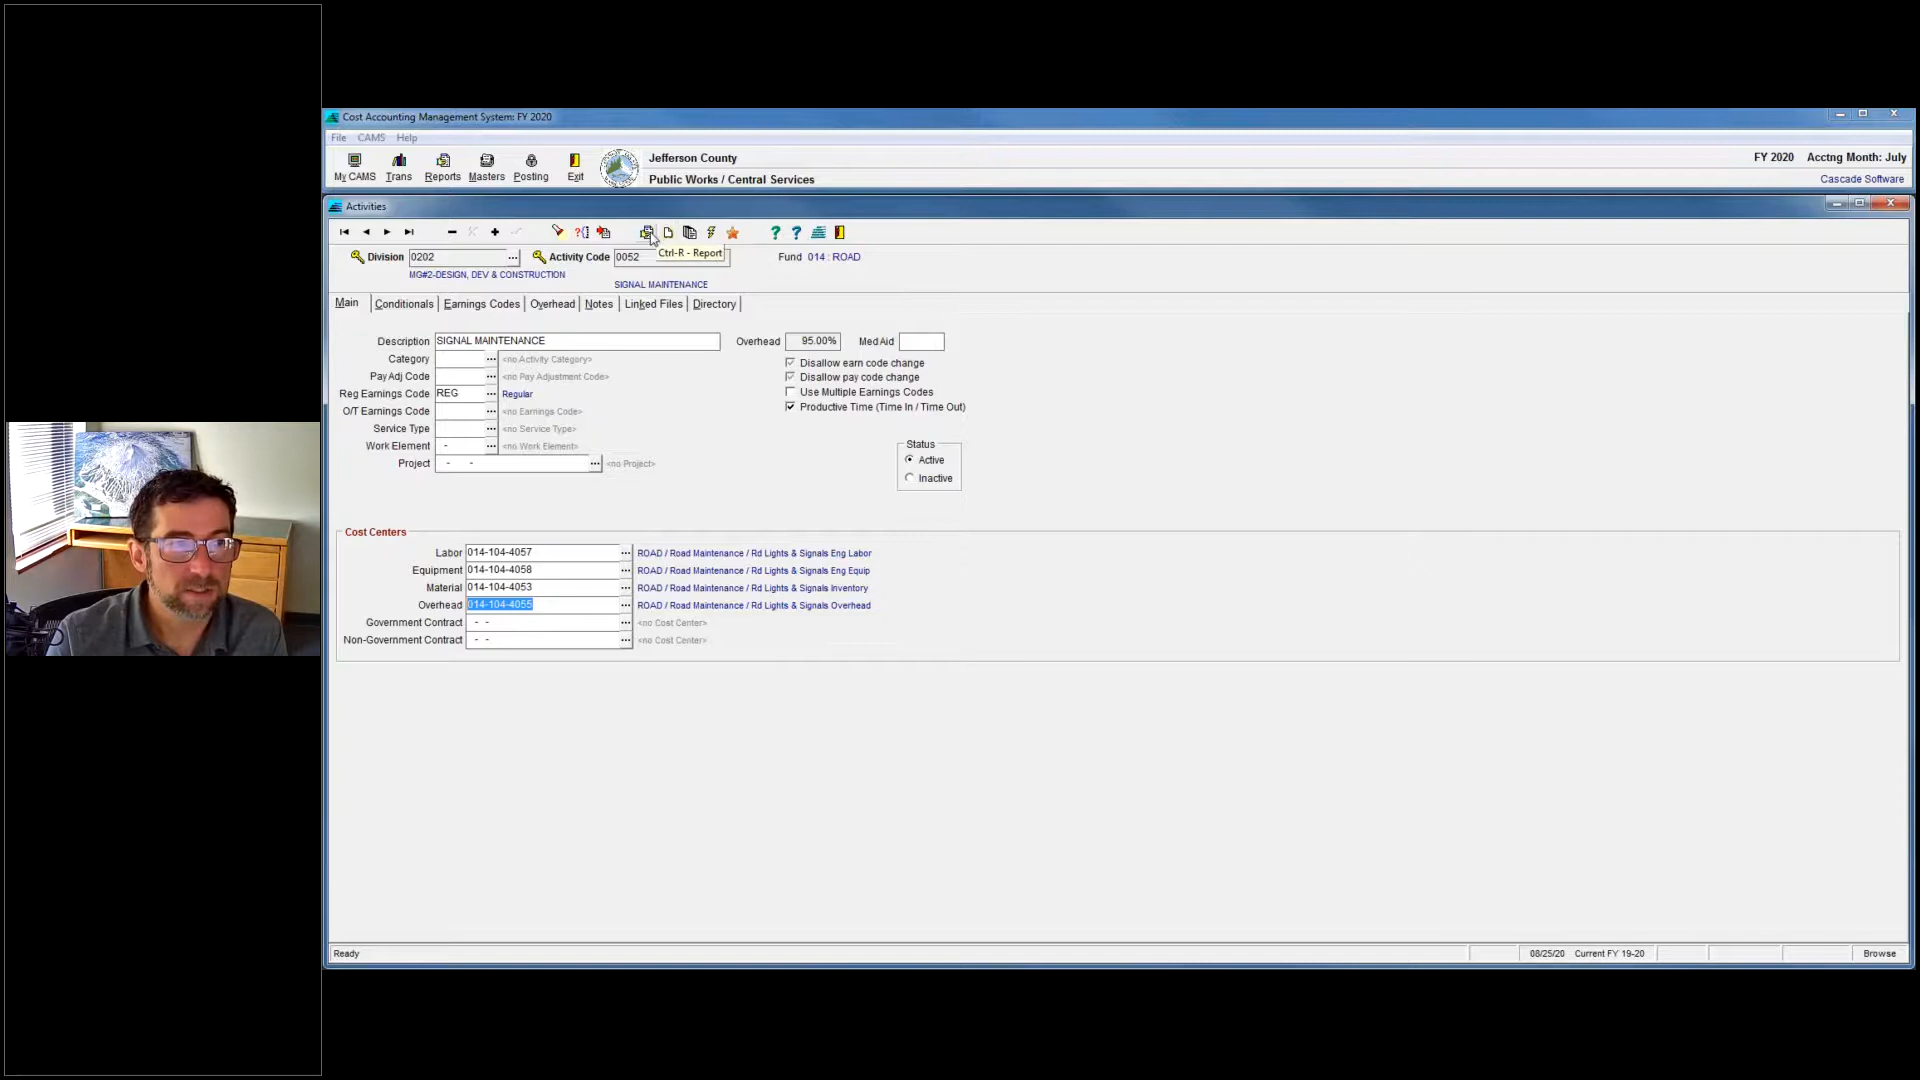 Cost Accounting Management System: FY 2020
File CAMS Help
My CAMS Trans Reports Masters Posting Exit
Jefferson County
Public Works / Central Services
FY 2020 Acctng Month: July
Cascade Software
Activities
Division 0202 ... Activity Code 0052 Fund 014 : ROAD
Ctrl-R - Report
MG#2-DESIGN, DEV & CONSTRUCTION
SIGNAL MAINTENANCE
Main Conditionals Earnings Codes Overhead Notes Linked Files Directory
Description SIGNAL MAINTENANCE Overhead 95.00% Med Aid
Category ... <no Activity Category>
Disallow earn code change
Pay Adj Code ... <no Pay Adjustment Code>
Disallow pay code change
Reg Earnings Code REG ... Regular
Use Multiple Earnings Codes
O/T Earnings Code ... <no Earnings Code>
Productive Time (Time In / Time Out)
Service Type ... <no Service Type>
Work Element - ... <no Work Element>
Project - - ... <no Project>
Status
Active
Inactive
Cost Centers
Labor 014-104-4057 ... ROAD / Road Maintenance / Rd Lights & Signals Eng Labor
Equipment 014-104-4058 ... ROAD / Road Maintenance / Rd Lights & Signals Eng Equip
Material 014-104-4053 ... ROAD / Road Maintenance / Rd Lights & Signals Inventory
Overhead 014-104-4055 ... ROAD / Road Maintenance / Rd Lights & Signals Overhead
Government Contract - - ... <no Cost Center>
Non-Government Contract - - ... <no Cost Center>
Ready 08/25/20 Current FY 19-20 Browse